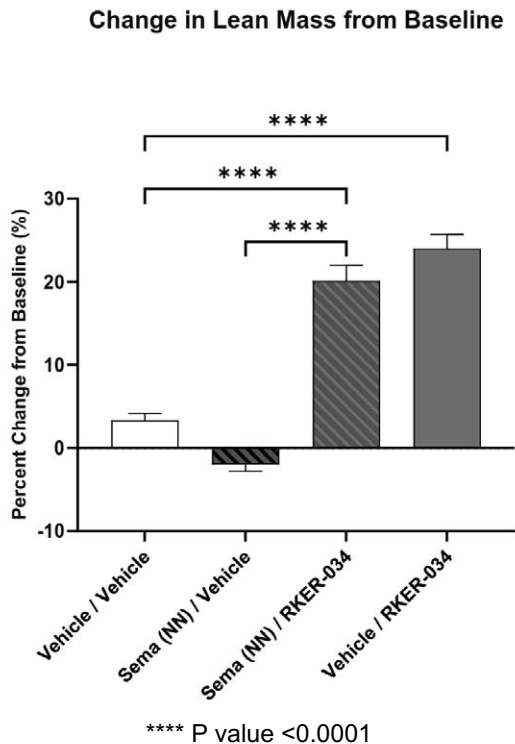 Change in Lean Mass from Baseline
****
****
****
Percent Change from Baseline (%)
30
20
10
0
-10
Vehicle / Vehicle
Sema (NN) / Vehicle
Sema (NN) / RKER-034
Vehicle / RKER-034
**** P value <0.0001